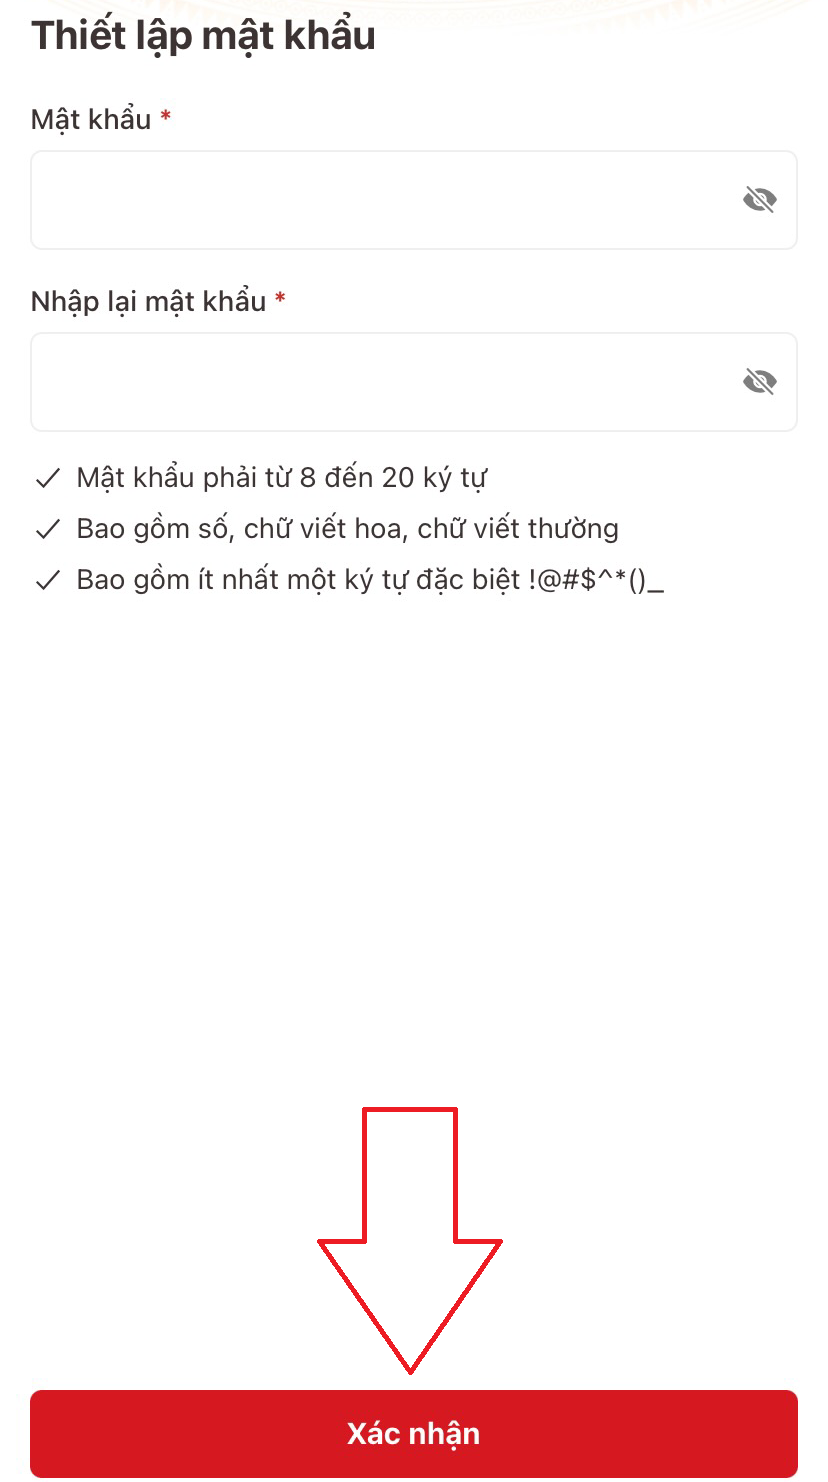 Thiết lập mật khẩu
Mật khẩu *
Nhập lại mật khẩu *
Mật khẩu phải từ 8 đến 20 ký tự
Bao gồm số, chữ viết hoa, chữ viết thường
Bao gồm ít nhất một ký tự đặc biệt !@#$^*()_
Xác nhận